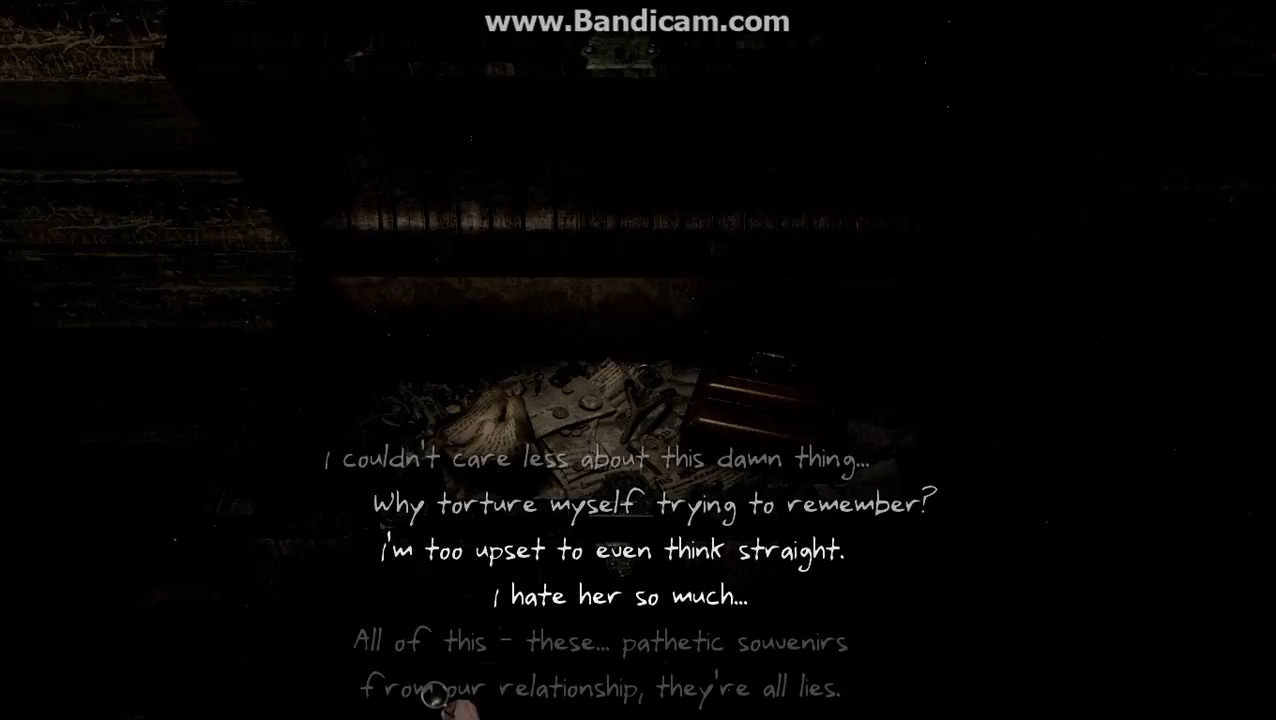 www.Bandicam.com
I couldn't care less about this damn thing...
Why torture myself trying to remember?
I'm too upset to even think straight.
I hate her so much...
All of this - these... pathetic souvenirs
from our relationship, they're all lies.